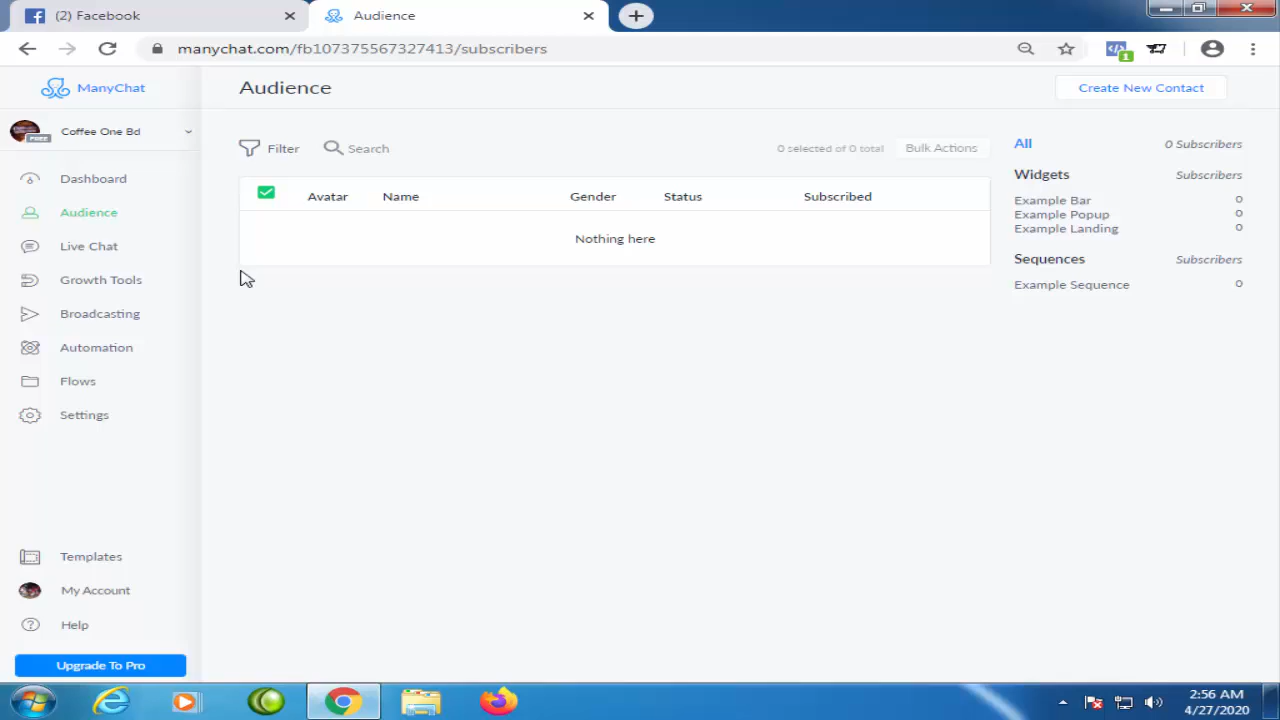 (2) Facebook
Audience
manychat.com/fb107375567327413/subscribers
1
ManyChat
Audience
Create New Contact
FREE
Coffee One Bd
Filter
Search
0 selected of 0 total
Bulk Actions
All
0 Subscribers
Dashboard
Audience
Live Chat
Growth Tools
Broadcasting
Automation
Flows
Settings
Avatar
Name
Gender
Status
Subscribed
Nothing here
Widgets
Subscribers
Example Bar
0
Example Popup
0
Example Landing
0
Sequences
Subscribers
Example Sequence
0
Templates
My Account
Help
Upgrade To Pro
2:56 AM
4/27/2020